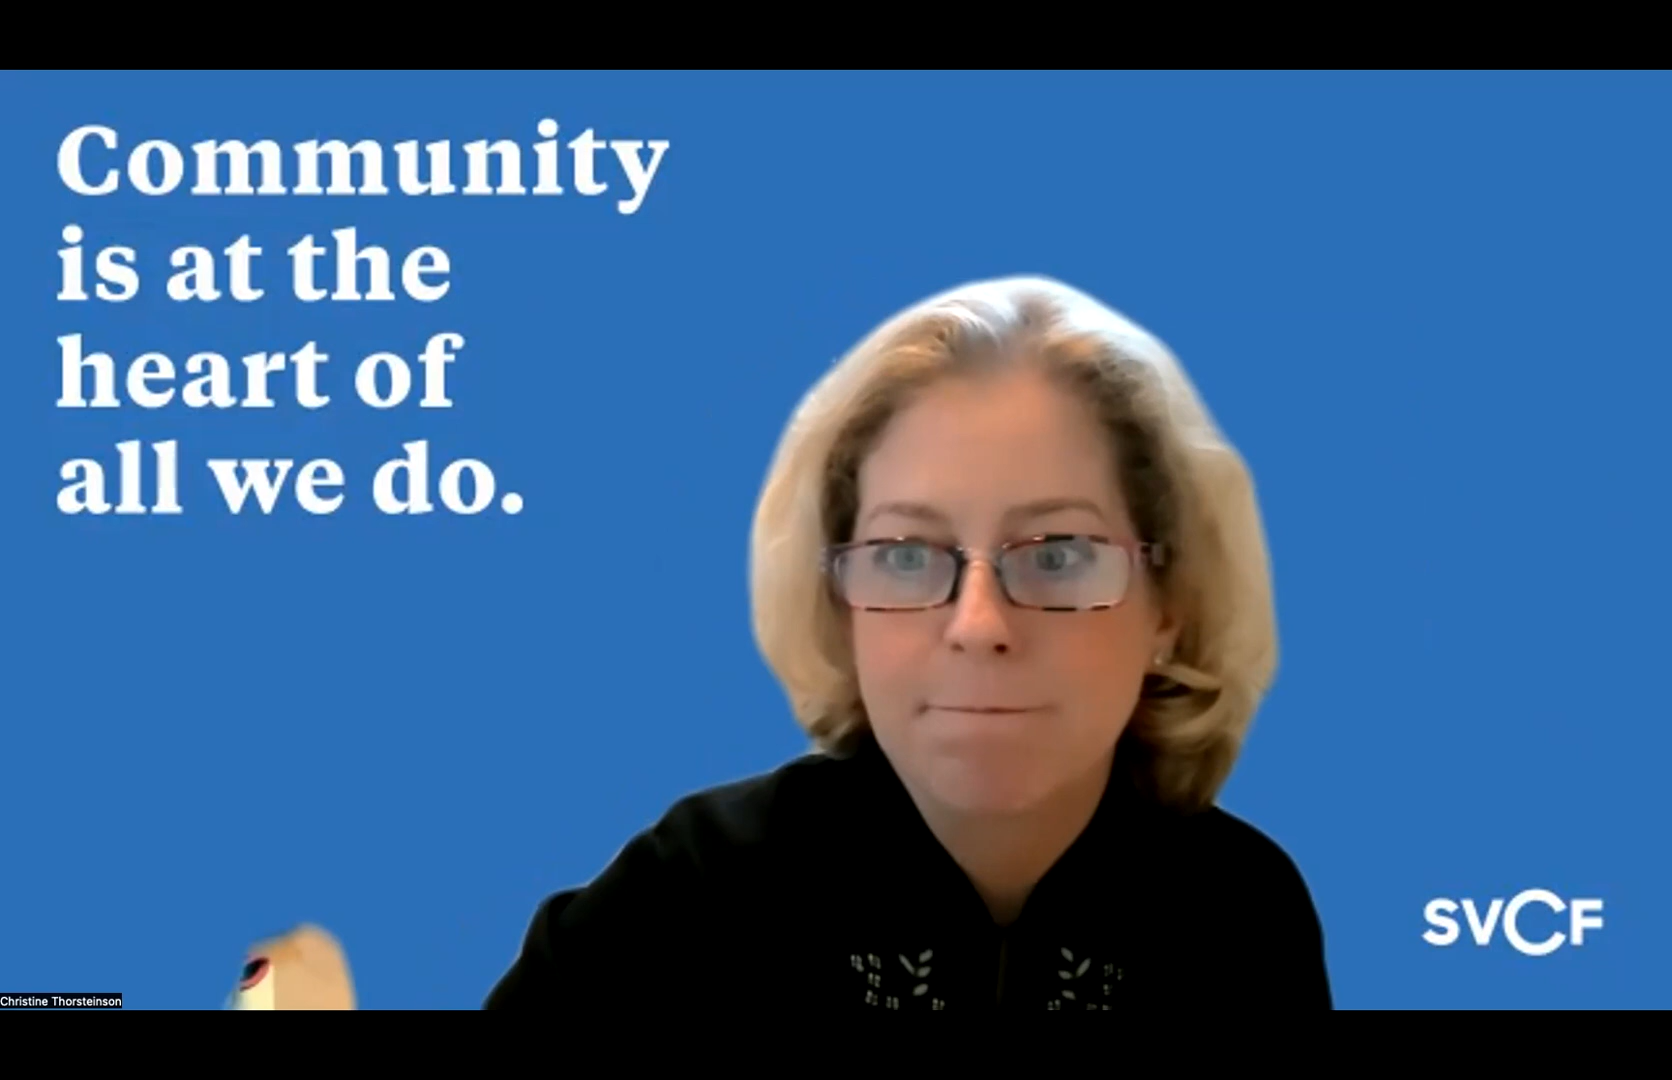 Community
is at the
heart of
all we do.
SVCF
Christine Thorsteinson